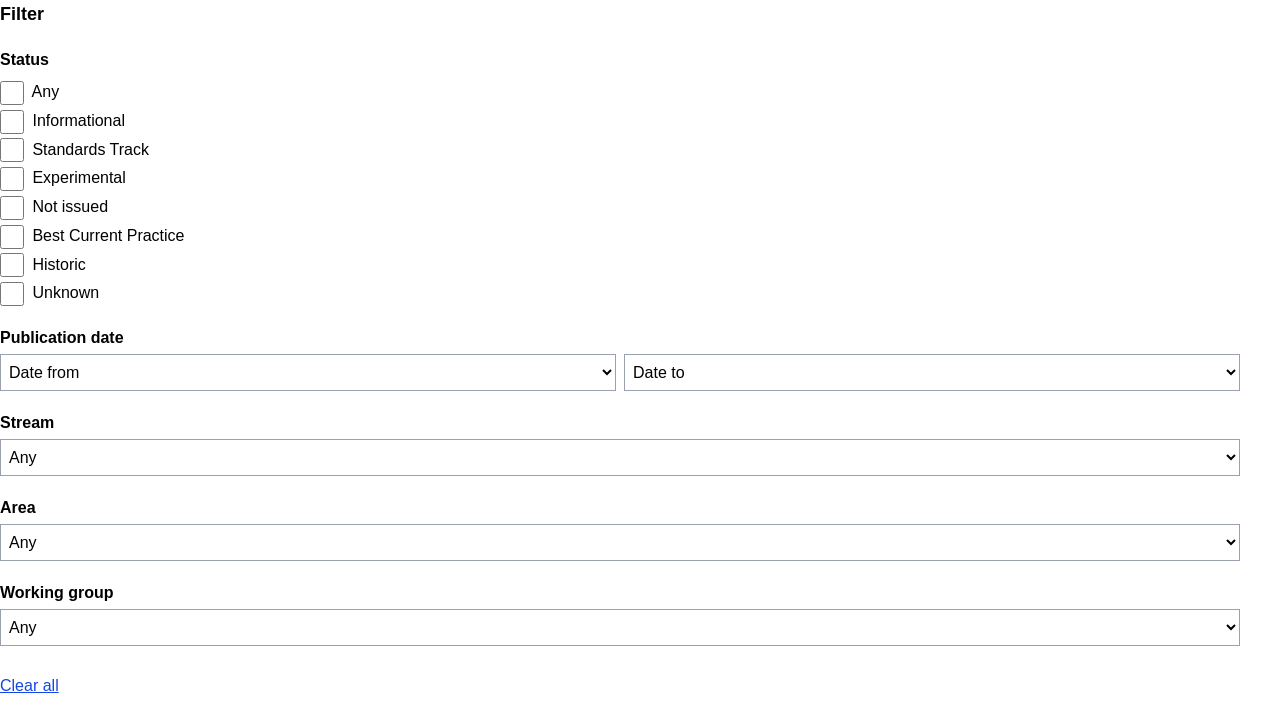 Filter
Status
Any
Informational
Standards Track
Experimental
Not issued
Best Current Practice
Historic
Unknown
Publication date
Date from Date to
Stream
Any
Area
Any
Working group
Any
Clear all